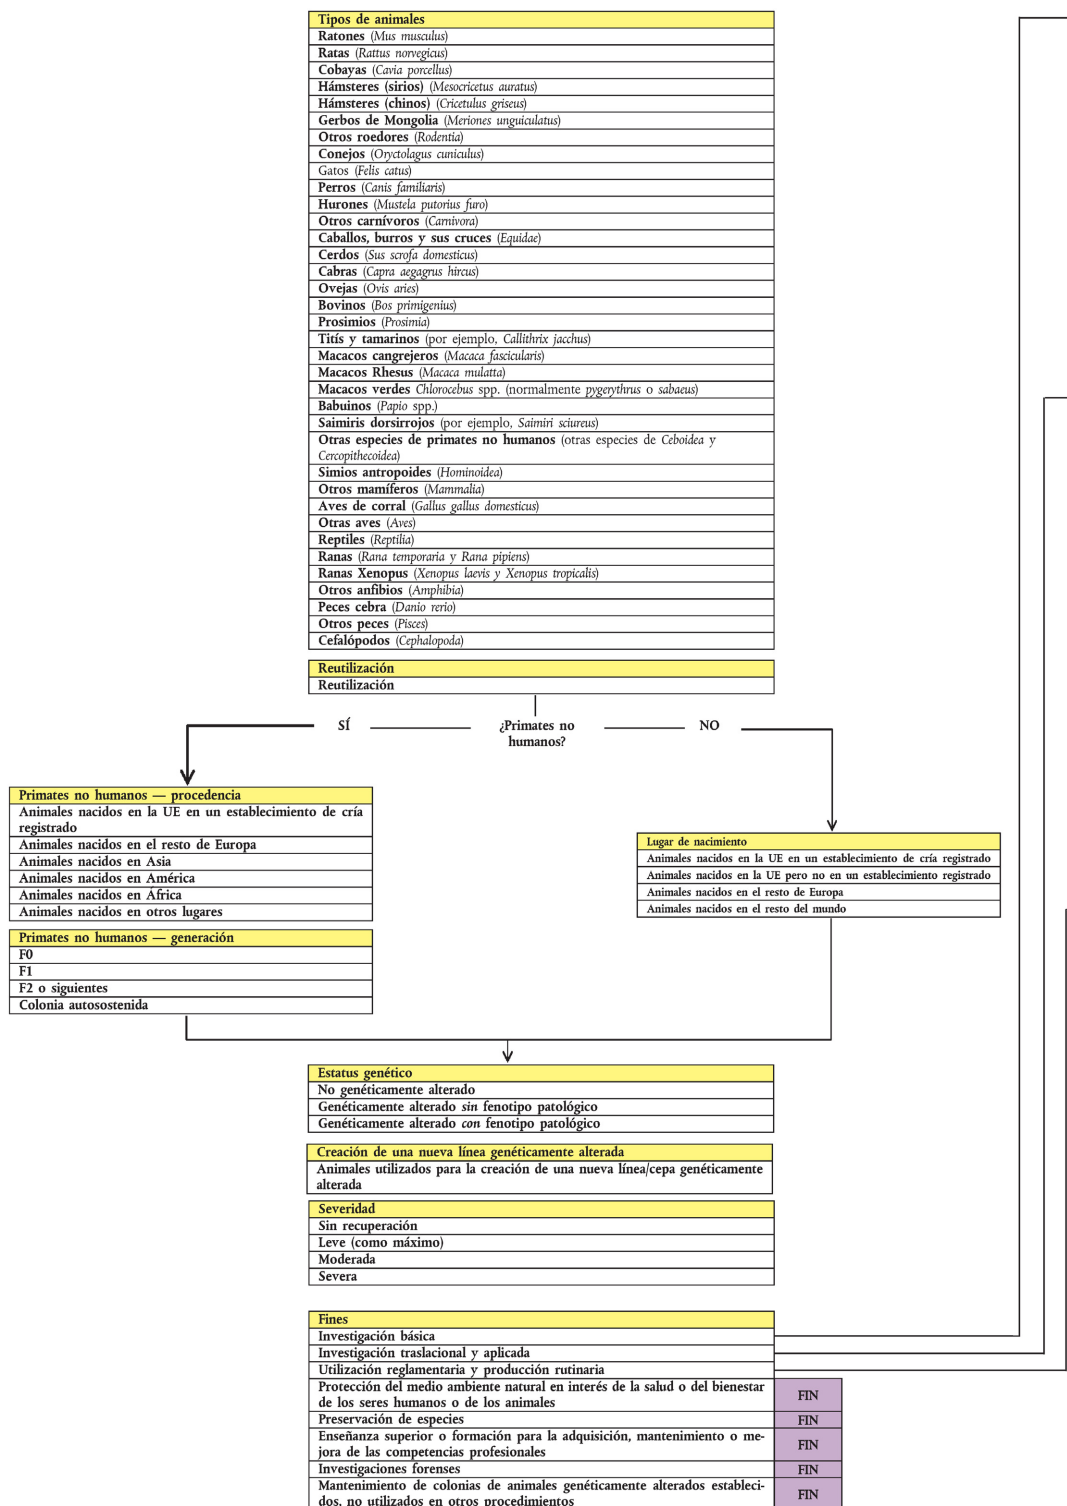 Tipos de animales
Ratones (Mus musculus)
Ratas (Rattus norvegicus)
Cobayas (Cavia porcellus)
Hámsteres (sirios) (Mesocricetus auratus)
Hámsteres (chinos) (Cricetulus griseus)
Gerbos de Mongolia (Meriones unguiculatus)
Otros roedores (Rodentia)
Conejos (Oryctolagus cuniculus)
Gatos (Felis catus)
Perros (Canis familiaris)
Hurones (Mustela putorius furo)
Otros carnívoros (Carnivora)
Caballos, burros y sus cruces (Equidae)
Cerdos (Sus scrofa domesticus)
Cabras (Capra aegagrus hircus)
Ovejas (Ovis aries)
Bovinos (Bos primigenius)
Prosimios (Prosimia)
Titís y tamarinos (por ejemplo, Callithrix jacchus)
Macacos cangrejeros (Macaca fascicularis)
Macacos Rhesus (Macaca mulatta)
Macacos verdes Chlorocebus spp. (normalmente pygerythrus o sabaeus)
Babuinos (Papio spp.)
Saimiris dorsirrojos (por ejemplo, Saimiri sciureus)
Otras especies de primates no humanos (otras especies de Ceboidea y
Cercopithecoidea)
Simios antropoides (Hominoidea)
Otros mamíferos (Mammalia)
Aves de corral (Gallus gallus domesticus)
Otras aves (Aves)
Reptiles (Reptilia)
Ranas (Rana temporaria y Rana pipiens)
Ranas Xenopus (Xenopus laevis y Xenopus tropicalis)
Otros anfibios (Amphibia)
Peces cebra (Danio rerio)
Otros peces (Pisces)
Cefalópodos (Cephalopoda)
Reutilización
Reutilización
SÍ
¿Primates no
humanos?
NO
Primates no humanos — procedencia
Animales nacidos en la UE en un establecimiento de cría
registrado
Animales nacidos en el resto de Europa
Animales nacidos en Asia
Animales nacidos en América
Animales nacidos en África
Animales nacidos en otros lugares
Primates no humanos — generación
F0
F1
F2 o siguientes
Colonia autosostenida
Lugar de nacimiento
Animales nacidos en la UE en un establecimiento de cría registrado
Animales nacidos en la UE pero no en un establecimiento registrado
Animales nacidos en el resto de Europa
Animales nacidos en el resto del mundo
Estatus genético
No genéticamente alterado
Genéticamente alterado sin fenotipo patológico
Genéticamente alterado con fenotipo patológico
Creación de una nueva línea genéticamente alterada
Animales utilizados para la creación de una nueva línea/cepa genéticamente
alterada
Severidad
Sin recuperación
Leve (como máximo)
Moderada
Severa
Fines
Investigación básica
Investigación traslacional y aplicada
Utilización reglamentaria y producción rutinaria
Protección del medio ambiente natural en interés de la salud o del bienestar
de los seres humanos o de los animales
FIN
Preservación de especies
FIN
Enseñanza superior o formación para la adquisición, mantenimiento o me-
jora de las competencias profesionales
FIN
Investigaciones forenses
FIN
Mantenimiento de colonias de animales genéticamente alterados estableci-
dos, no utilizados en otros procedimientos
FIN